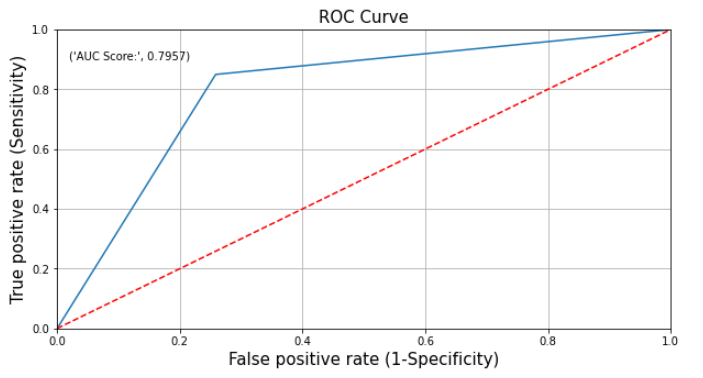 ROC Curve
('AUC Score:', 0.7957)
True positive rate (Sensitivity)
1.0
0.8
0.6
0.4
0.2
0.0
0.0 0.2 0.4 0.6 0.8 1.0
False positive rate (1-Specificity)